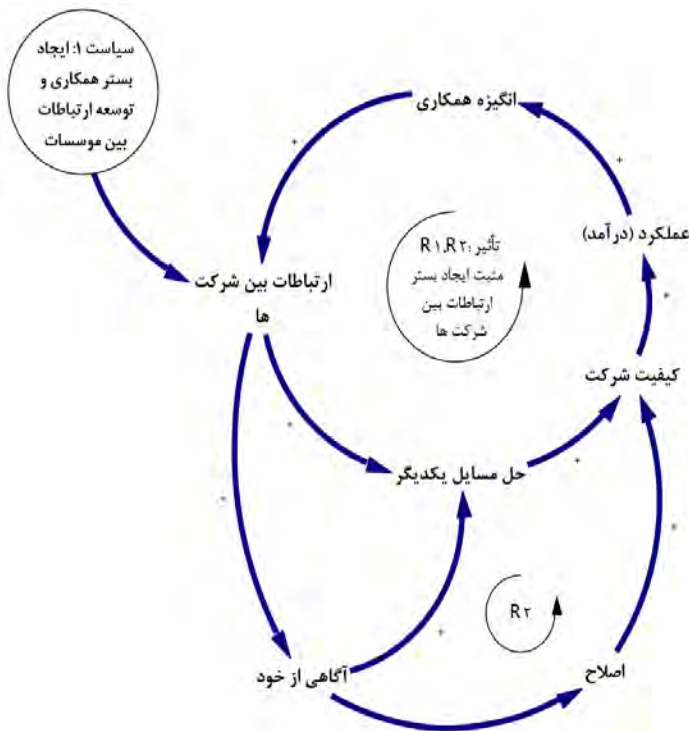 سیاست ۱: ایجاد
بستر همکاری و
توسعه ارتباطات
بین موسسات
انگیزه همکاری
+
+
عملکرد (درآمد)
R۱,R۲: تأثیر
مثبت ایجاد بستر
ارتباطات بین
شرکت ها
ارتباطات بین شرکت
ها
+
کیفیت شرکت
+
حل مسایل یکدیگر
+
+
+
R۲
+
آگاهی از خود
اصلاح